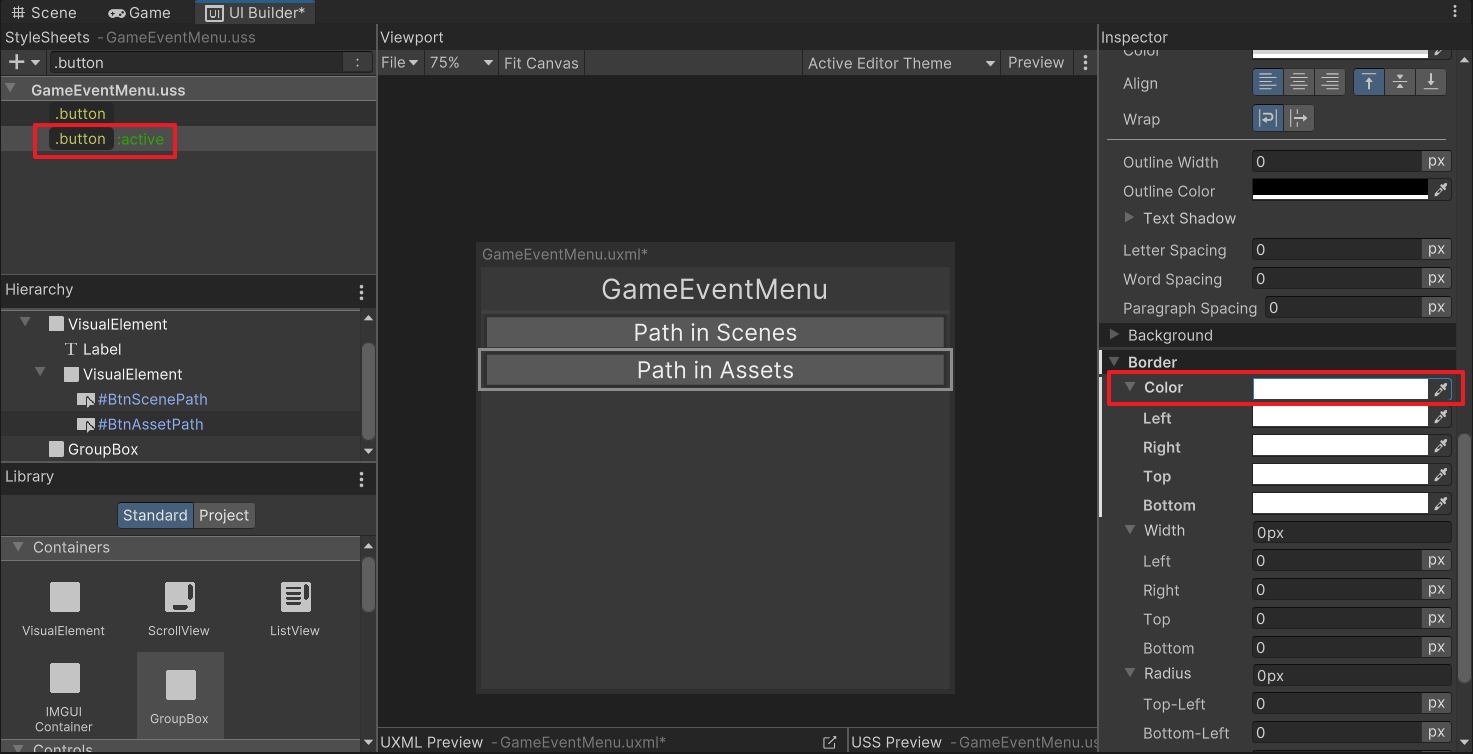 Scene
Game
UI Builder*
StyleSheets - GameEventMenu.uss
.button
:
GameEventMenu.uss
.button
.button :active
Hierarchy
VisualElement
Label
VisualElement
#BtnScenePath
#BtnAssetPath
GroupBox
Library
Standard
Project
Containers
VisualElement
ScrollView
ListView
IMGUI
Container
GroupBox
Controls
Viewport
File
75%
Fit Canvas
Active Editor Theme
Preview
GameEventMenu.uxml*
GameEventMenu
Path in Scenes
Path in Assets
UXML Preview - GameEventMenu.uxml*
USS Preview - GameEventMenu.us
Inspector
Color
Align
Wrap
Outline Width 0 px
Outline Color
Text Shadow
Letter Spacing 0 px
Word Spacing 0 px
Paragraph Spacing 0 px
Background
Border
Color
Left
Right
Top
Bottom
Width 0px
Left 0 px
Right 0 px
Top 0 px
Bottom 0 px
Radius 0px
Top-Left 0 px
Bottom-Left 0 px